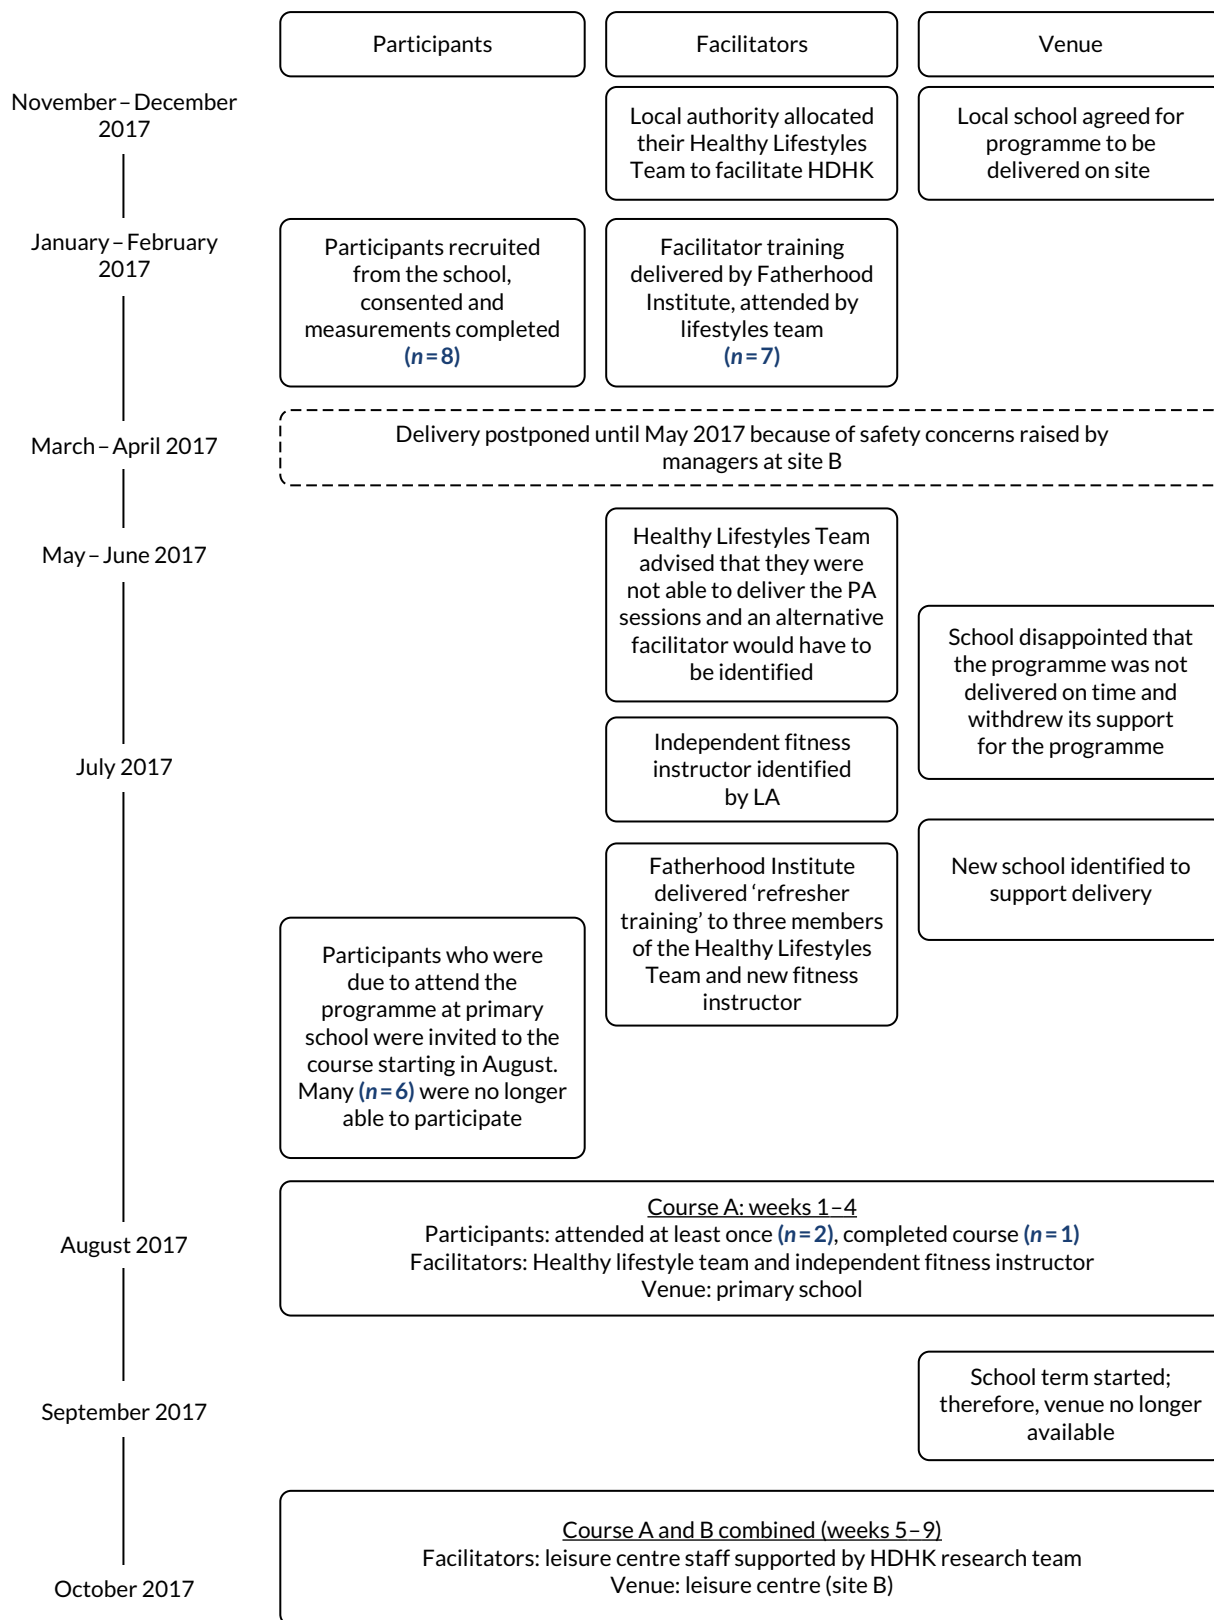 Participants
Facilitators
Venue
November – December
2017
Local authority allocated
their Healthy Lifestyles
Team to facilitate HDHK
Local school agreed for
programme to be
delivered on site
January – February
2017
Participants recruited
from the school,
consented and
measurements completed
(n = 8)
Facilitator training
delivered by Fatherhood
Institute, attended by
lifestyles team
(n = 7)
March – April 2017
Delivery postponed until May 2017 because of safety concerns raised by
managers at site B
May – June 2017
Healthy Lifestyles Team
advised that they were
not able to deliver the PA
sessions and an alternative
facilitator would have to
be identified
School disappointed that
the programme was not
delivered on time and
withdrew its support
for the programme
July 2017
Independent fitness
instructor identified
by LA
New school identified to
support delivery
Fatherhood Institute
delivered ‘refresher
training’ to three members
of the Healthy Lifestyles
Team and new fitness
instructor
Participants who were
due to attend the
programme at primary
school were invited to the
course starting in August.
Many (n = 6) were no longer
able to participate
August 2017
Course A: weeks 1–4
Participants: attended at least once (n = 2), completed course (n = 1)
Facilitators: Healthy lifestyle team and independent fitness instructor
Venue: primary school
September 2017
School term started;
therefore, venue no longer
available
October 2017
Course A and B combined (weeks 5–9)
Facilitators: leisure centre staff supported by HDHK research team
Venue: leisure centre (site B)